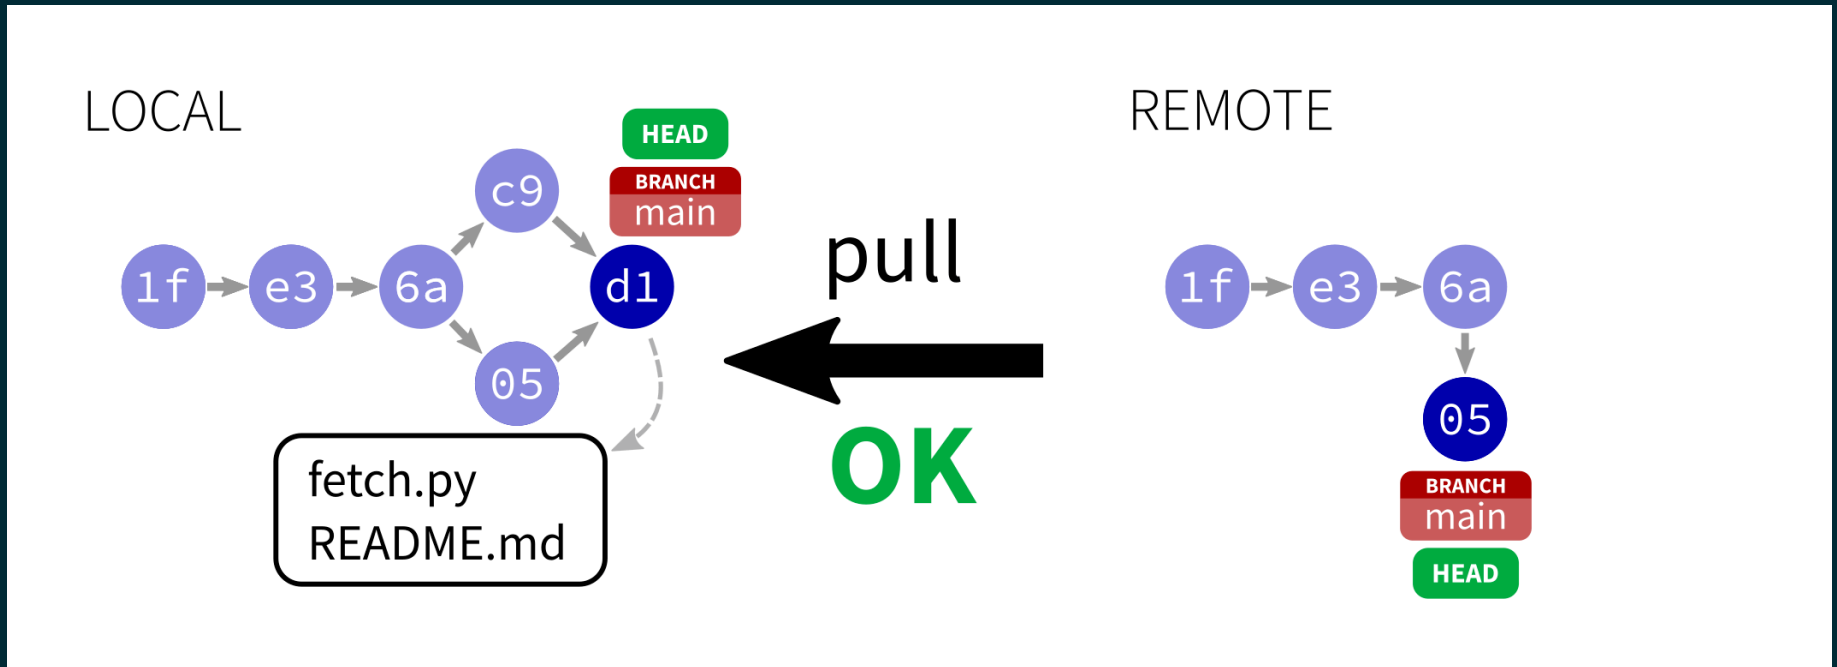 LOCAL
HEAD
BRANCH
main
c9
1f
e3
6a
d1
05
fetch.py
README.md
pull
OK
REMOTE
1f
e3
6a
05
BRANCH
main
HEAD